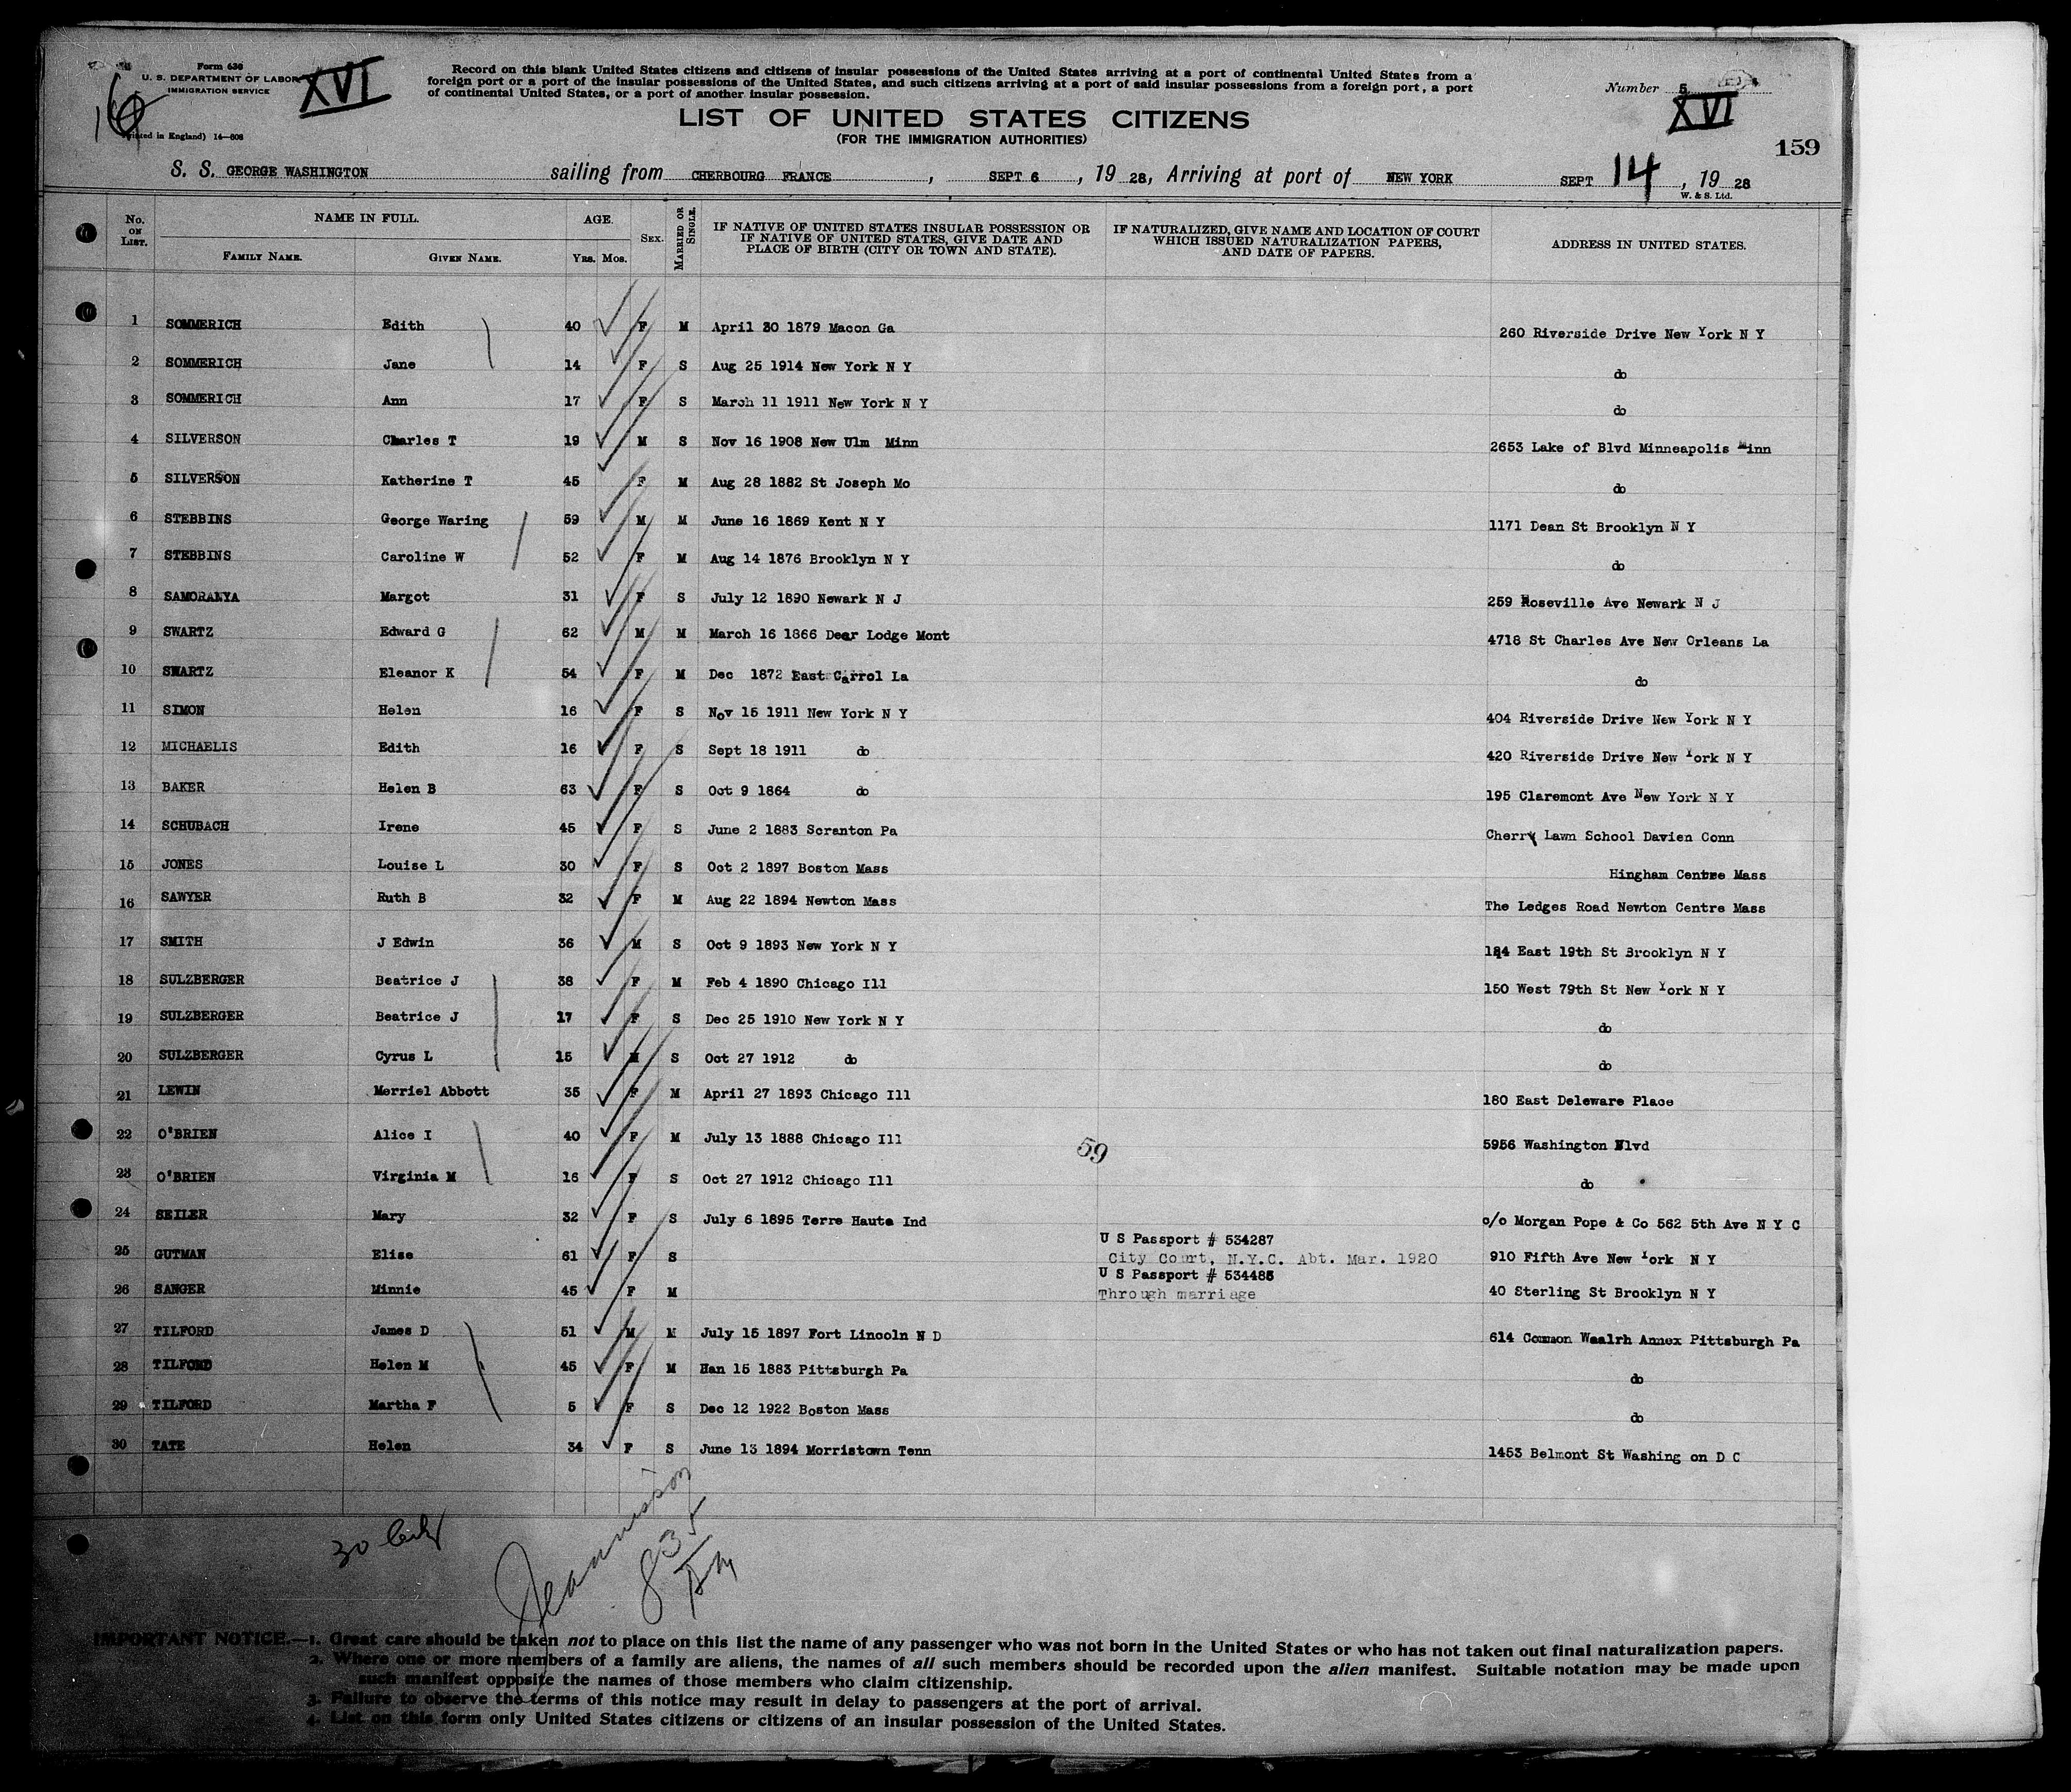 Form 636
U. S. DEPARTMENT OF LABOR
IMMIGRATION SERVICE
XVI
16
(Printed in England) 14—808
Record on this blank United States citizens and citizens of insular possessions of the United States arriving at a port of continental United States from a
foreign port or a port of the insular possessions of the United States, and such citizens arriving at a port of said insular possessions from a foreign port, a port
of continental United States, or a port of another insular possession.
Number 5
XVI
LIST OF UNITED STATES CITIZENS
(FOR THE IMMIGRATION AUTHORITIES)
159
S. S. GEORGE WASHINGTON sailing from CHERBOURG FRANCE , SEPT 6 , 19 28, Arriving at port of NEW YORK SEPT 14 , 19 28
W. & S. Ltd.
No. ON LIST. NAME IN FULL. FAMILY NAME. GIVEN NAME. AGE. YRS. MOS. SEX. MARRIED OR SINGLE. IF NATIVE OF UNITED STATES INSULAR POSSESSION OR IF NATIVE OF UNITED STATES, GIVE DATE AND PLACE OF BIRTH (CITY OR TOWN AND STATE). IF NATURALIZED, GIVE NAME AND LOCATION OF COURT WHICH ISSUED NATURALIZATION PAPERS, AND DATE OF PAPERS. ADDRESS IN UNITED STATES.
1 SOMMERICH Edith 40 F M April 30 1879 Macon Ga 260 Riverside Drive New York N Y
2 SOMMERICH Jane 14 F S Aug 25 1914 New York N Y do
3 SOMMERICH Ann 17 F S March 11 1911 New York N Y do
4 SILVERSON Charles T 19 M S Nov 16 1908 New Ulm Minn 2653 Lake of Blvd Minneapolis Minn
5 SILVERSON Katherine T 45 F M Aug 28 1882 St Joseph Mo do
6 STEBBINS George Waring 59 M M June 16 1869 Kent N Y 1171 Dean St Brooklyn N Y
7 STEBBINS Caroline W 52 F M Aug 14 1876 Brooklyn N Y do
8 SAMORANYA Margot 31 F S July 12 1890 Newark N J 259 Roseville Ave Newark N J
9 SWARTZ Edward G 62 M M March 16 1866 Dear Lodge Mont 4718 St Charles Ave New Orleans La
10 SWARTZ Eleanor K 54 F M Dec 1872 East Carrol La do
11 SIMON Helen 16 F S Nov 15 1911 New York N Y 404 Riverside Drive New York N Y
12 MICHAELIS Edith 16 F S Sept 18 1911 do 420 Riverside Drive New York N Y
13 BAKER Helen B 63 F S Oct 9 1864 do 195 Claremont Ave New York N Y
14 SCHUBACH Irene 45 F S June 2 1883 Scranton Pa Cherry Lawn School Davien Conn
15 JONES Louise L 30 F S Oct 2 1897 Boston Mass Hingham Centre Mass
16 SAWYER Ruth B 32 F M Aug 22 1894 Newton Mass The Ledges Road Newton Centre Mass
17 SMITH J Edwin 36 M S Oct 9 1893 New York N Y 184 East 19th St Brooklyn N Y
18 SULZBERGER Beatrice J 38 F M Feb 4 1890 Chicago Ill 150 West 79th St New York N Y
19 SULZBERGER Beatrice J 17 F S Dec 25 1910 New York N Y do
20 SULZBERGER Cyrus L 15 M S Oct 27 1912 do do
21 LEWIN Merriel Abbott 35 F M April 27 1893 Chicago Ill 180 East Deleware Place
22 O'BRIEN Alice I 40 F M July 13 1888 Chicago Ill 5956 Washington Blvd
59
23 O'BRIEN Virginia M 16 F S Oct 27 1912 Chicago Ill do
24 SEILER Mary 32 F S July 6 1895 Terre Haute Ind c/o Morgan Pope & Co 562 5th Ave N Y C
U S Passport # 534287
25 GUTMAN Elise 61 F S City Court, N.Y.C. Abt. Mar. 1920 910 Fifth Ave New York N Y
U S Passport # 534485
26 SANGER Minnie 45 F M Through marriage 40 Sterling St Brooklyn N Y
27 TILFORD James D 51 M M July 15 1897 Fort Lincoln N D 614 Common Waalrh Annex Pittsburgh Pa
28 TILFORD Helen M 45 F M Han 15 1883 Pittsburgh Pa do
29 TILFORD Martha F 5 F S Dec 12 1922 Boston Mass do
30 TATE Helen 34 F S June 13 1894 Morristown Tenn 1453 Belmont St Washing on D C
30
Jeannisson
835
IMPORTANT NOTICE.—1. Great care should be taken not to place on this list the name of any passenger who was not born in the United States or who has not taken out final naturalization papers.
2. Where one or more members of a family are aliens, the names of all such members should be recorded upon the alien manifest. Suitable notation may be made upon
such manifest opposite the names of those members who claim citizenship.
3. Failure to observe the terms of this notice may result in delay to passengers at the port of arrival.
4. List on this form only United States citizens or citizens of an insular possession of the United States.